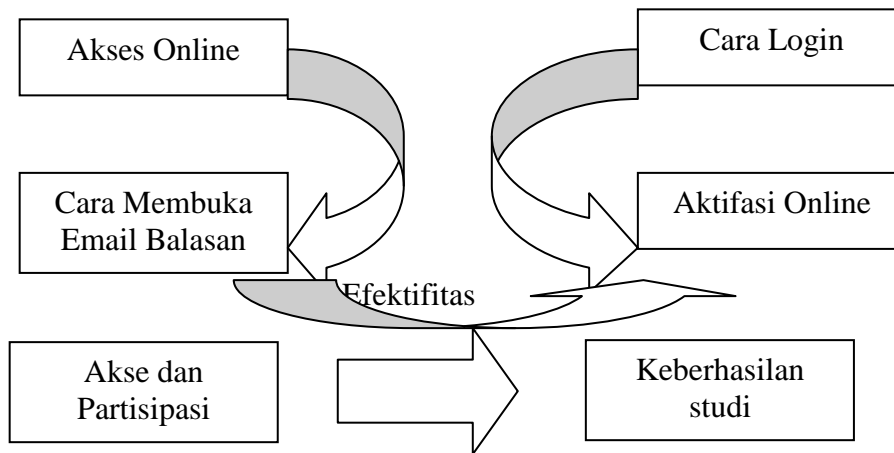 Akses Online
Cara Login
Cara Membuka
Email Balasan
Aktifasi Online
Efektifitas
Akse dan
Partisipasi
Keberhasilan
studi